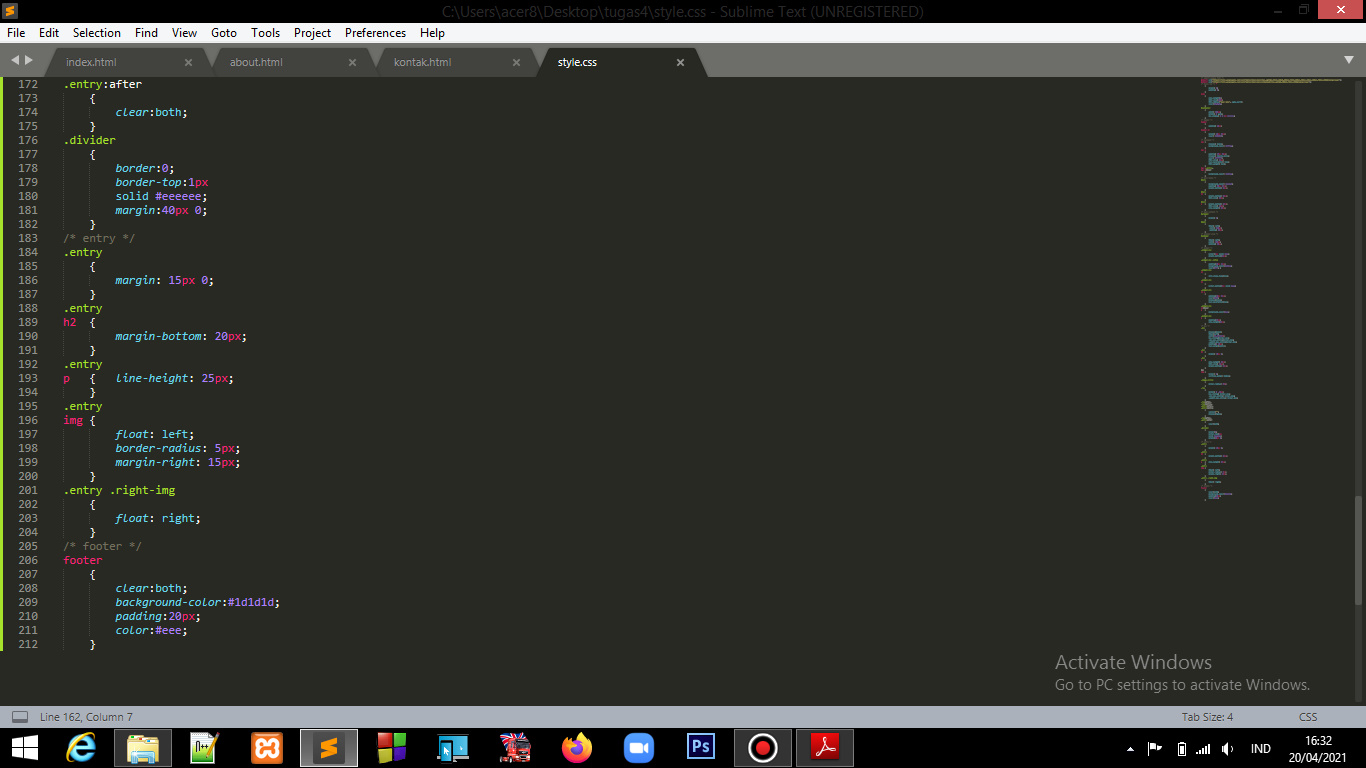 C:\Users\acer8\Desktop\tugas4\style.css - Sublime Text (UNREGISTERED)
File Edit Selection Find View Goto Tools Project Preferences Help
index.html about.html kontak.html style.css
172 .entry:after
173 {
174 clear:both;
175 }
176 .divider
177 {
178 border:0;
179 border-top:1px
180 solid #eeeeee;
181 margin:40px 0;
182 }
183 /* entry */
184 .entry
185 {
186 margin: 15px 0;
187 }
188 .entry
189 h2 {
190 margin-bottom: 20px;
191 }
192 .entry
193 p { line-height: 25px;
194 }
195 .entry
196 img {
197 float: left;
198 border-radius: 5px;
199 margin-right: 15px;
200 }
201 .entry .right-img
202 {
203 float: right;
204 }
205 /* footer */
206 footer
207 {
208 clear:both;
209 background-color:#1d1d1d;
210 padding:20px;
211 color:#eee;
212 }
Activate Windows
Go to PC settings to activate Windows.
Line 162, Column 7 Tab Size: 4 CSS
Ps
IND
16:32
20/04/2021